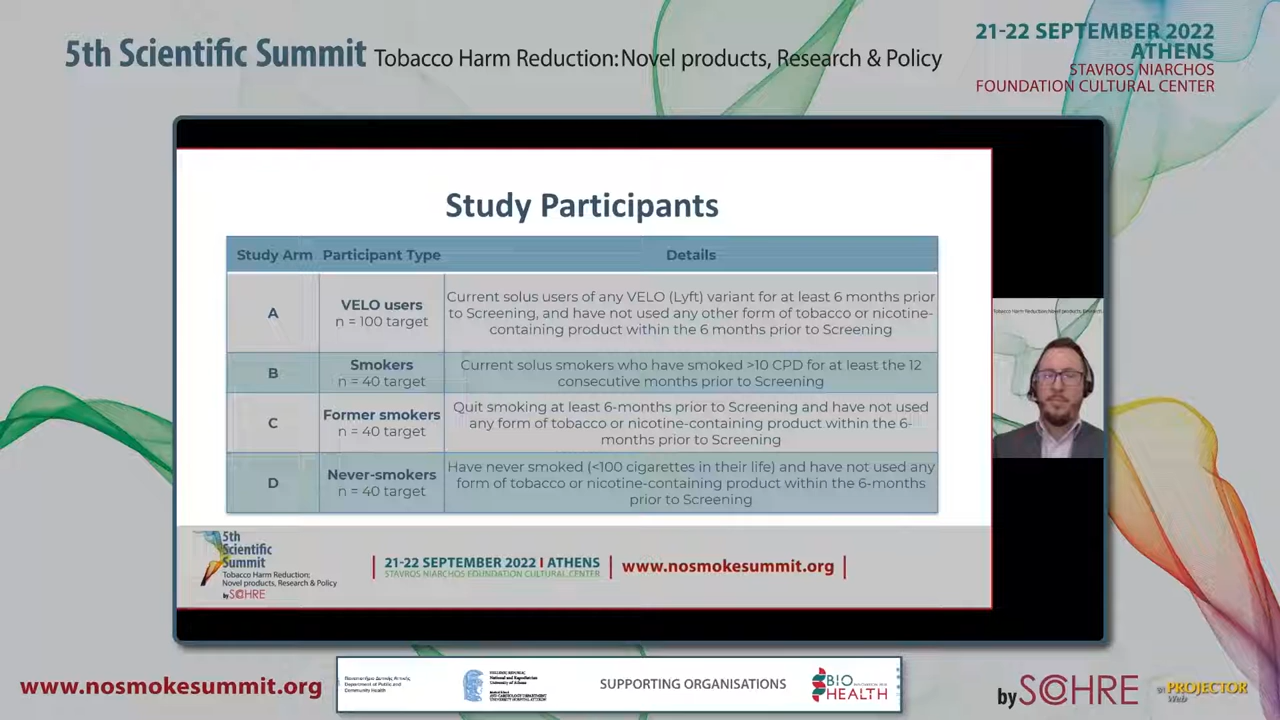 5th Scientific Summit Tobacco Harm Reduction: Novel products, Research & Policy
21-22 SEPTEMBER 2022
ATHENS
STAVROS NIARCHOS
FOUNDATION CULTURAL CENTER
Study Participants
Study Arm Participant Type Details
A
VELO users
n = 100 target
Current solus users of any VELO (Lyft) variant for at least 6 months prior
to Screening, and have not used any other form of tobacco or nicotine-
containing product within the 6 months prior to Screening
B
Smokers
n = 40 target
Current solus smokers who have smoked >10 CPD for at least the 12
consecutive months prior to Screening
C
Former smokers
n = 40 target
Quit smoking at least 6-months prior to Screening and have not used
any form of tobacco or nicotine-containing product within the 6-
months prior to Screening
D
Never-smokers
n = 40 target
Have never smoked (<100 cigarettes in their life) and have not used any
form of tobacco or nicotine-containing product within the 6-months
prior to Screening
5th
Scientific
Summit
Tobacco Harm Reduction:
Novel products, Research & Policy
by SCOHRE
21-22 SEPTEMBER 2022 | ATHENS
STAVROS NIARCHOS FOUNDATION CULTURAL CENTER
www.nosmokesummit.org
www.nosmokesummit.org
Department of Public and
Community Health
SUPPORTING ORGANISATIONS
BIO
HEALTH
by SCOHRE
PROJECTOR
Web